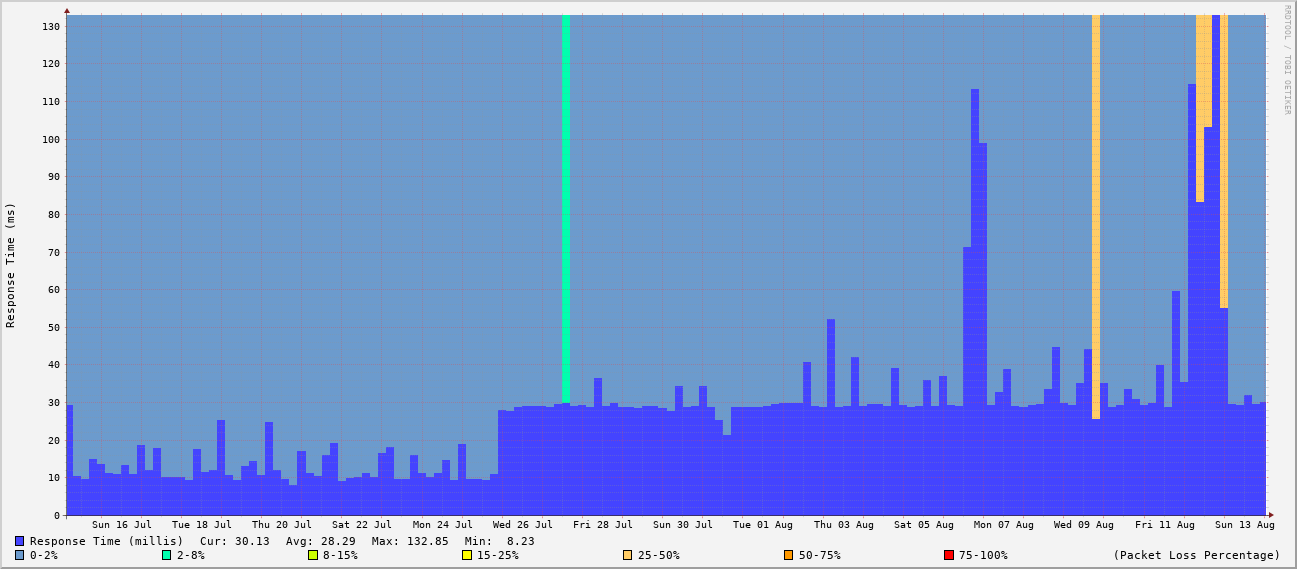 RRDTOOL / TOBI OETIKER
Response Time (ms)
130
120
110
100
90
80
70
60
50
40
30
20
10
0
Sun 16 Jul Tue 18 Jul Thu 20 Jul Sat 22 Jul Mon 24 Jul Wed 26 Jul Fri 28 Jul Sun 30 Jul Tue 01 Aug Thu 03 Aug Sat 05 Aug Mon 07 Aug Wed 09 Aug Fri 11 Aug Sun 13 Aug
Response Time (millis) Cur: 30.13 Avg: 28.29 Max: 132.85 Min: 8.23
0-2% 2-8% 8-15% 15-25% 25-50% 50-75% 75-100% (Packet Loss Percentage)